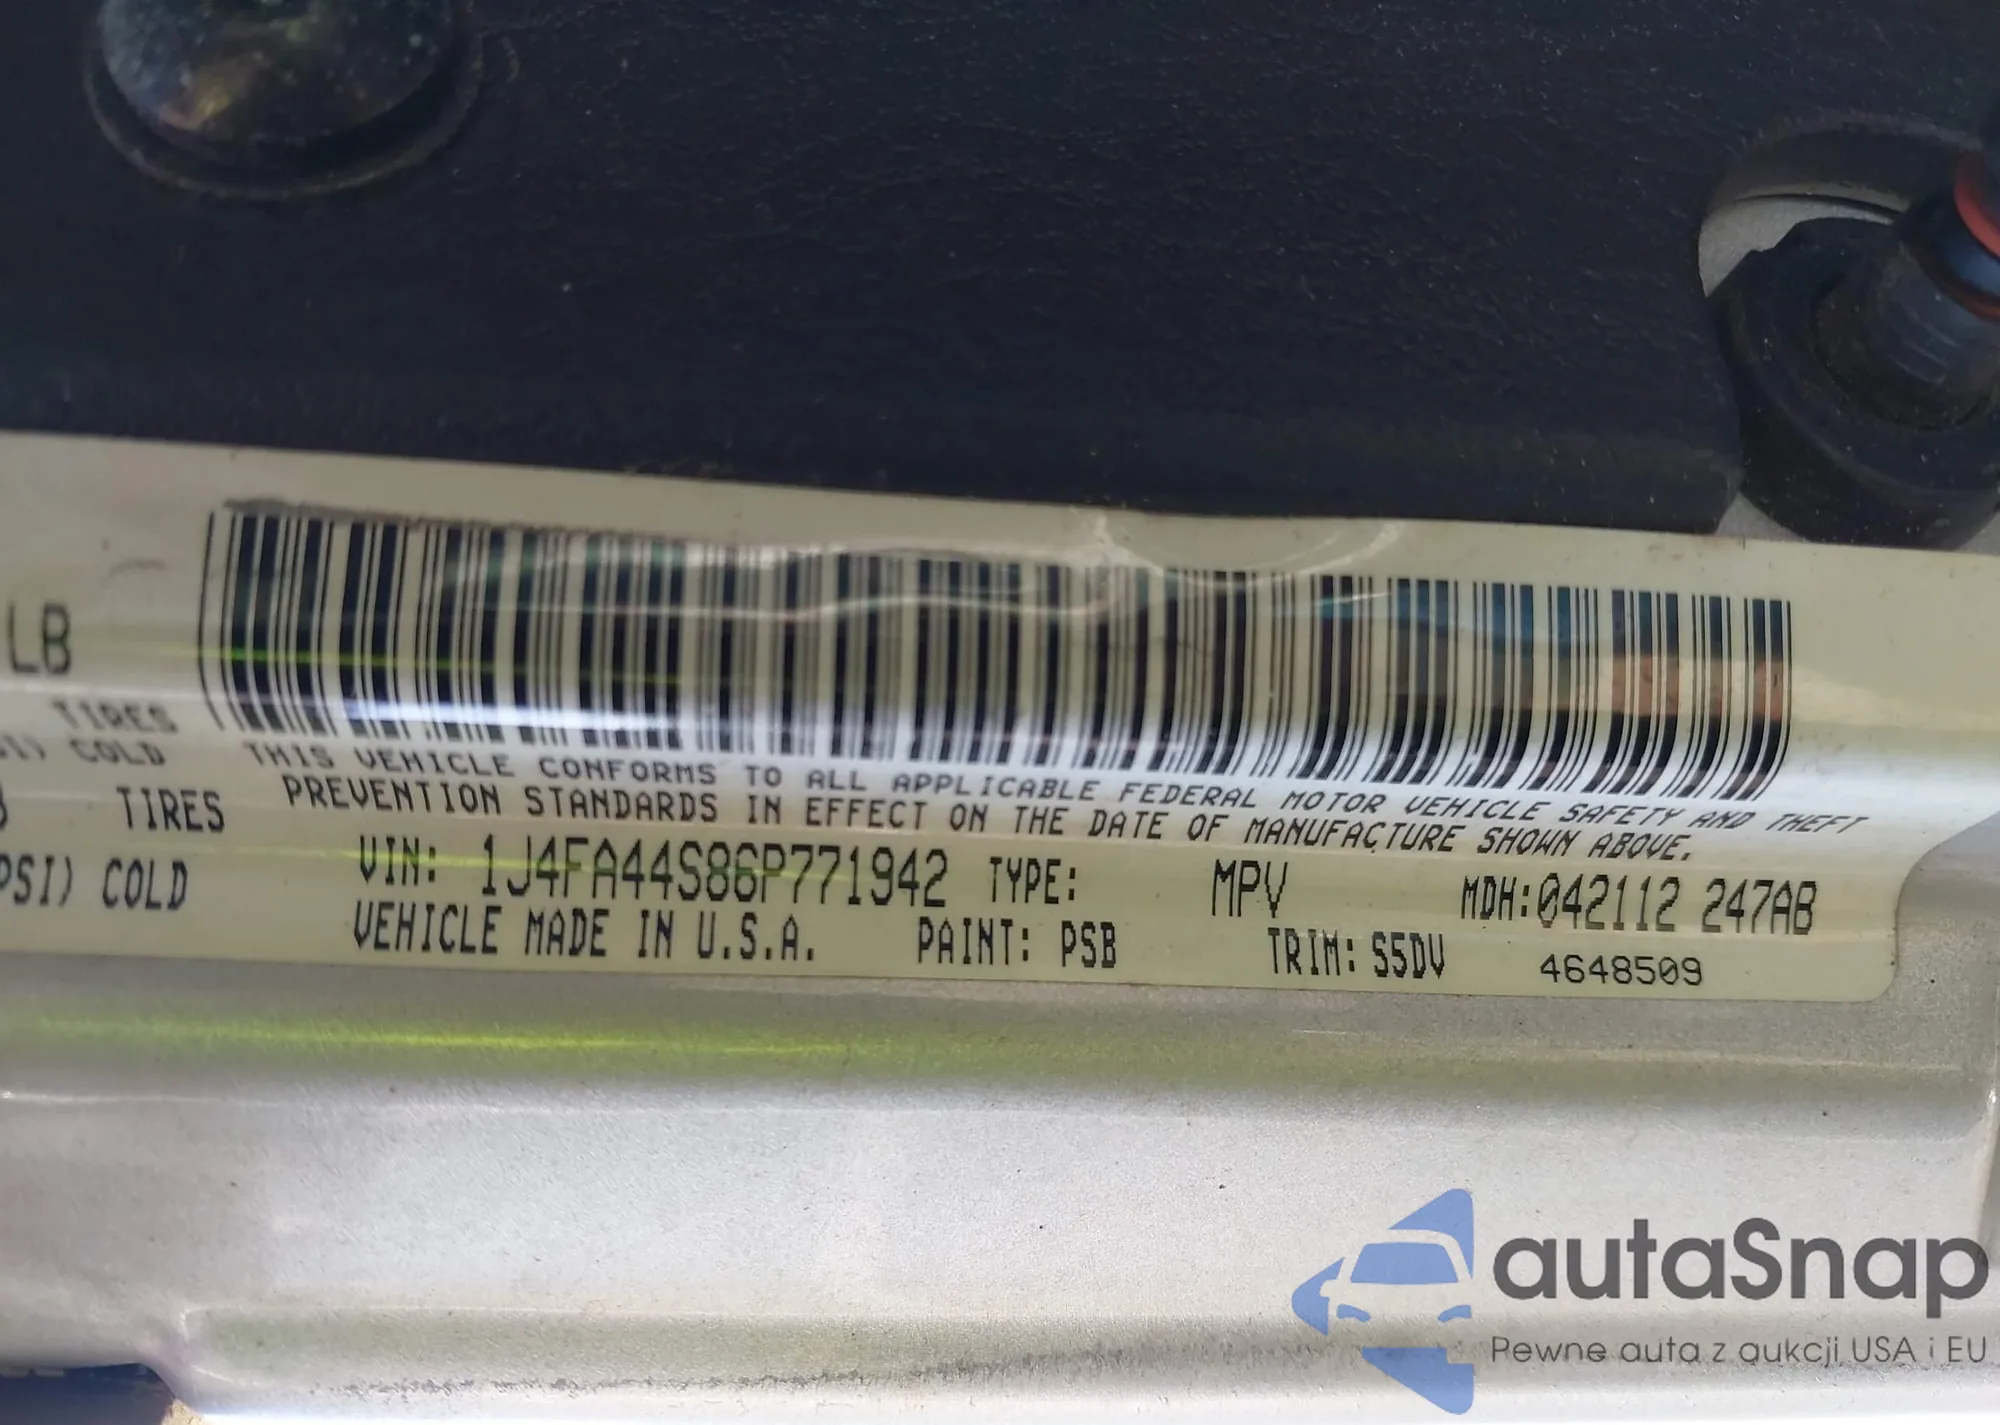 LB
TIRES
SI) COLD
TIRES
PSI) COLD
THIS VEHICLE CONFORMS TO ALL APPLICABLE FEDERAL MOTOR VEHICLE SAFETY AND THEFT
PREVENTION STANDARDS IN EFFECT ON THE DATE OF MANUFACTURE SHOWN ABOVE.
VIN: 1J4FA44S86P771942 TYPE: MPV MDH:042112 247AB
VEHICLE MADE IN U.S.A. PAINT: PSB TRIM: S5DV 4648509
autaSnap
Pewne auta z aukcji USA i EU